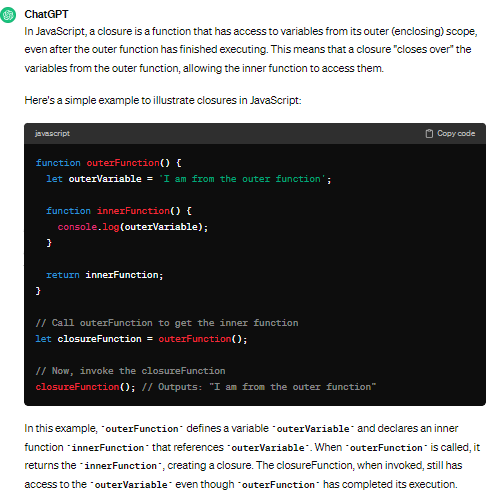 ChatGPT
In JavaScript, a closure is a function that has access to variables from its outer (enclosing) scope,
even after the outer function has finished executing. This means that a closure "closes over" the
variables from the outer function, allowing the inner function to access them.
Here's a simple example to illustrate closures in JavaScript:
javascript Copy code
function outerFunction() {
  let outerVariable = 'I am from the outer function';
  function innerFunction() {
    console.log(outerVariable);
  }
  return innerFunction;
}
// Call outerFunction to get the inner function
let closureFunction = outerFunction();
// Now, invoke the closureFunction
closureFunction(); // Outputs: "I am from the outer function"
In this example, `outerFunction` defines a variable `outerVariable` and declares an inner
function `innerFunction` that references `outerVariable`. When `outerFunction` is called, it
returns the `innerFunction`, creating a closure. The closureFunction, when invoked, still has
access to the `outerVariable` even though `outerFunction` has completed its execution.